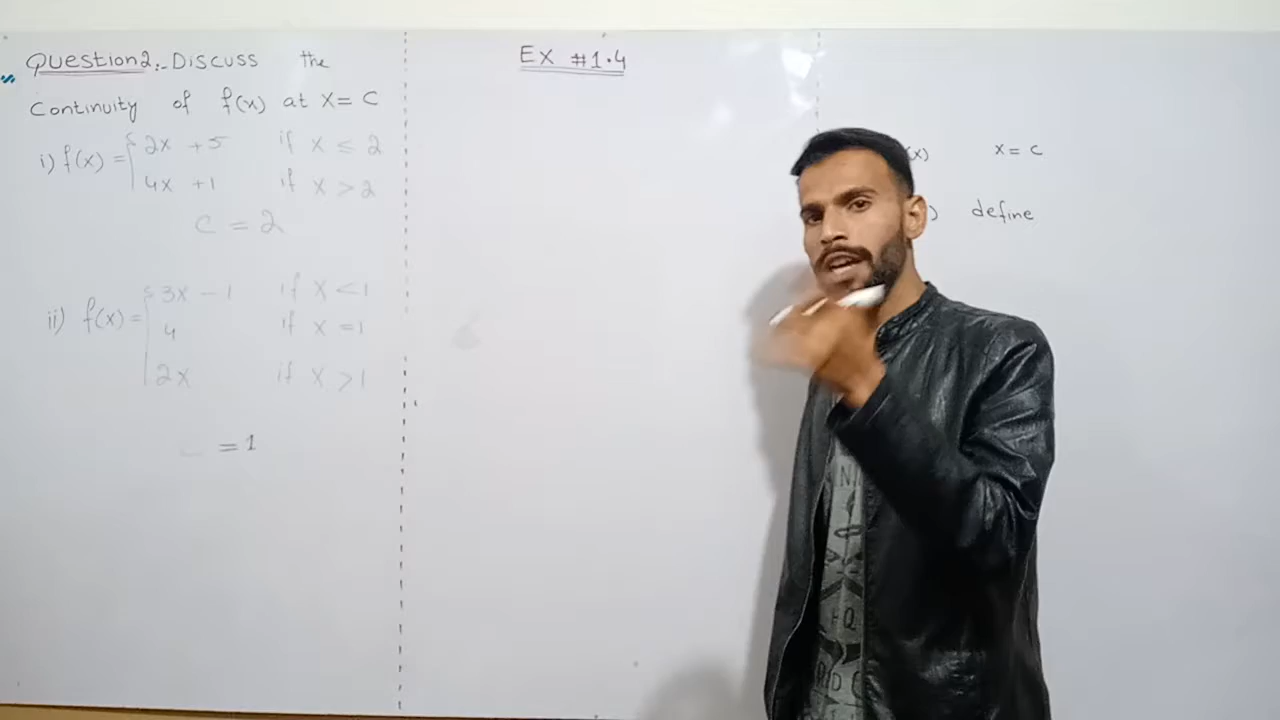 Question2:- Discuss the
Continuity of f(x) at x = c
i) f(x) = { 2x + 5 if x ≤ 2
4x + 1 if x > 2
c = 2
ii) f(x) = { 3x - 1 if x < 1
4 if x = 1
2x if x > 1
= 1
Ex #1.4
(x) x = c
) define